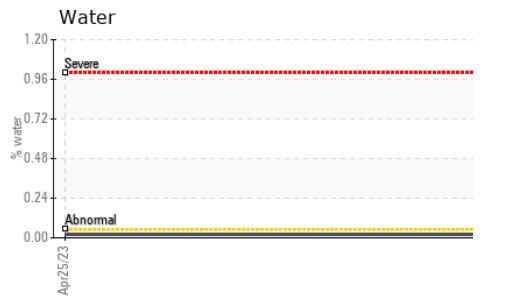 Water
1.20
Severe
0.96
0.72
% water
0.48
0.24
Abnormal
0.00
Apr25/23